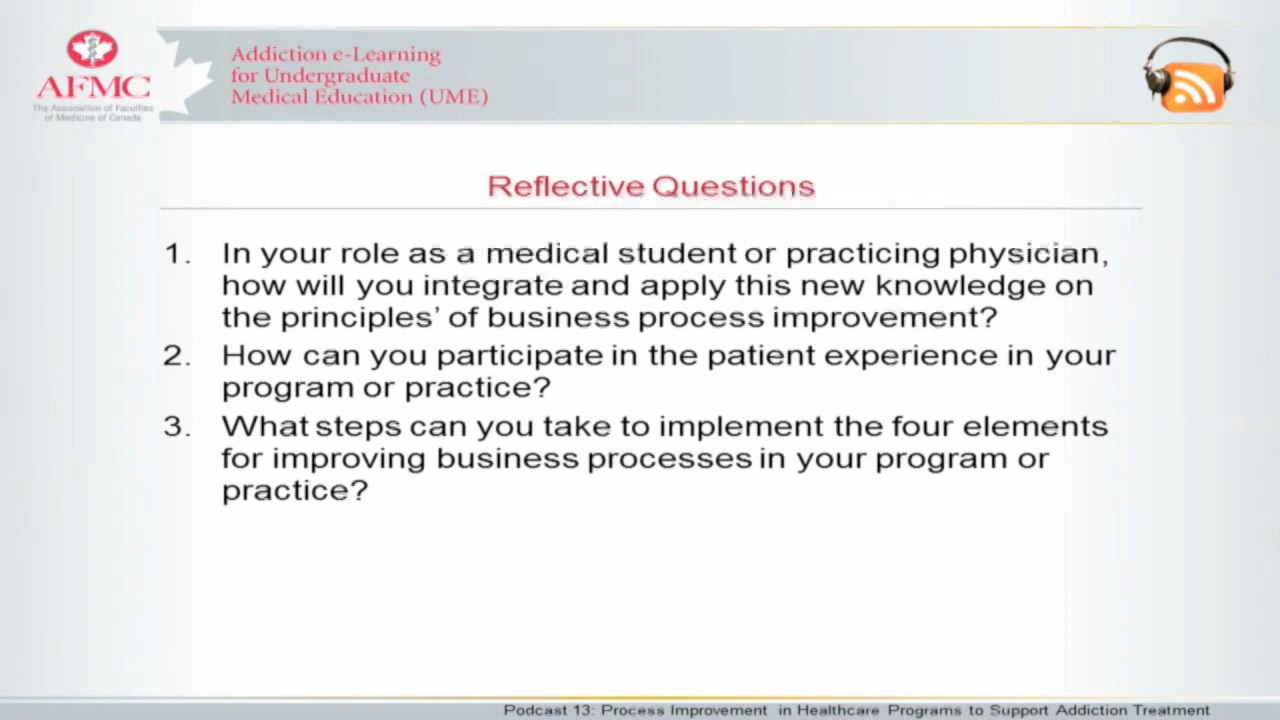 AFMC
The Association of Faculties
of Medicine of Canada
Addiction e-Learning
for Undergraduate
Medical Education (UME)
Reflective Questions
1. In your role as a medical student or practicing physician,
how will you integrate and apply this new knowledge on
the principles’ of business process improvement?
2. How can you participate in the patient experience in your
program or practice?
3. What steps can you take to implement the four elements
for improving business processes in your program or
practice?
Podcast 13: Process Improvement in Healthcare Programs to Support Addiction Treatment